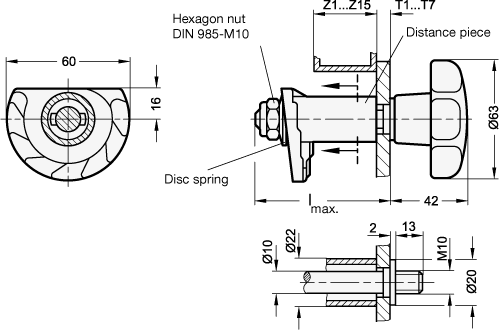 Hexagon nut
DIN 985-M10
Z1...Z15
T1...T7
Distance piece
60
16
Ø63
Disc spring
l max.
42
2
13
Ø10
Ø22
M10
Ø20